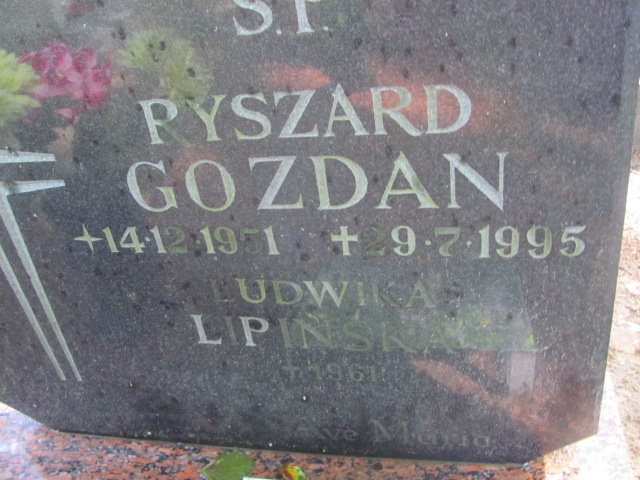 Ś.P.
RYSZARD
GOZDAN
+14·12·1951 +29·7·1995
LUDWIKA
LIPIŃSKA
+1961
Ave Maria